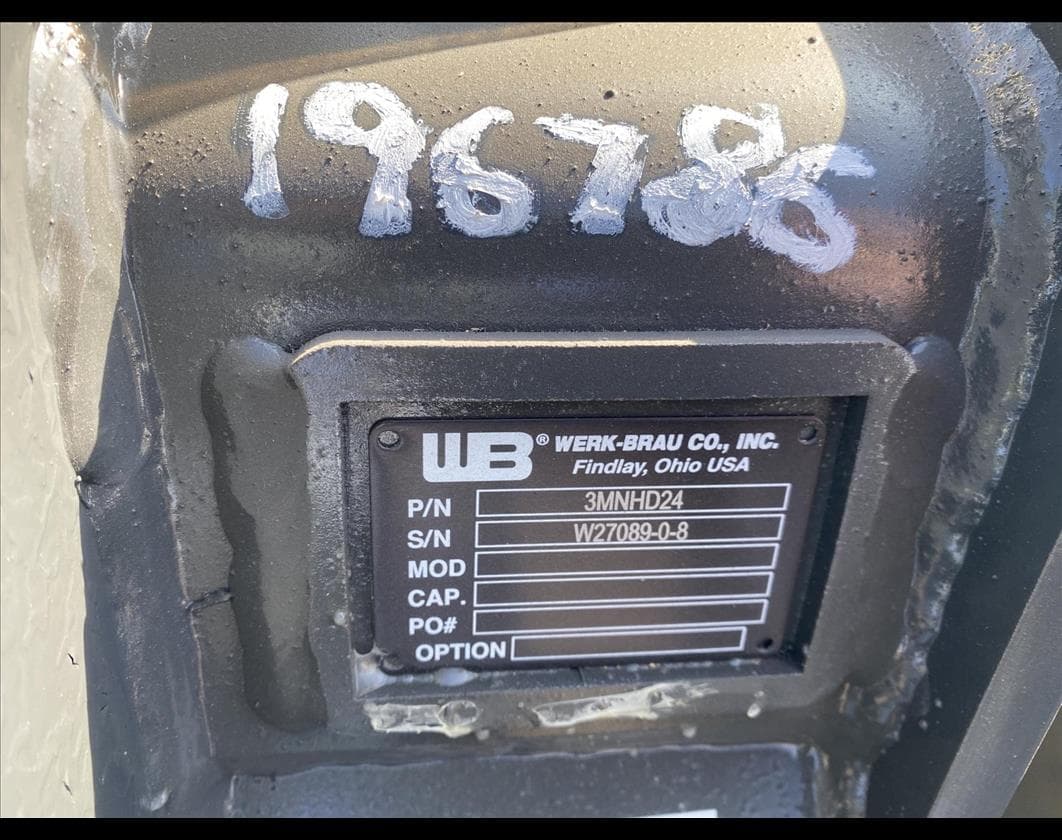 196786
WB® WERK-BRAU CO., INC.
Findlay, Ohio USA
P/N 3MNHD24
S/N W27089-0-8
MOD
CAP.
PO#
OPTION